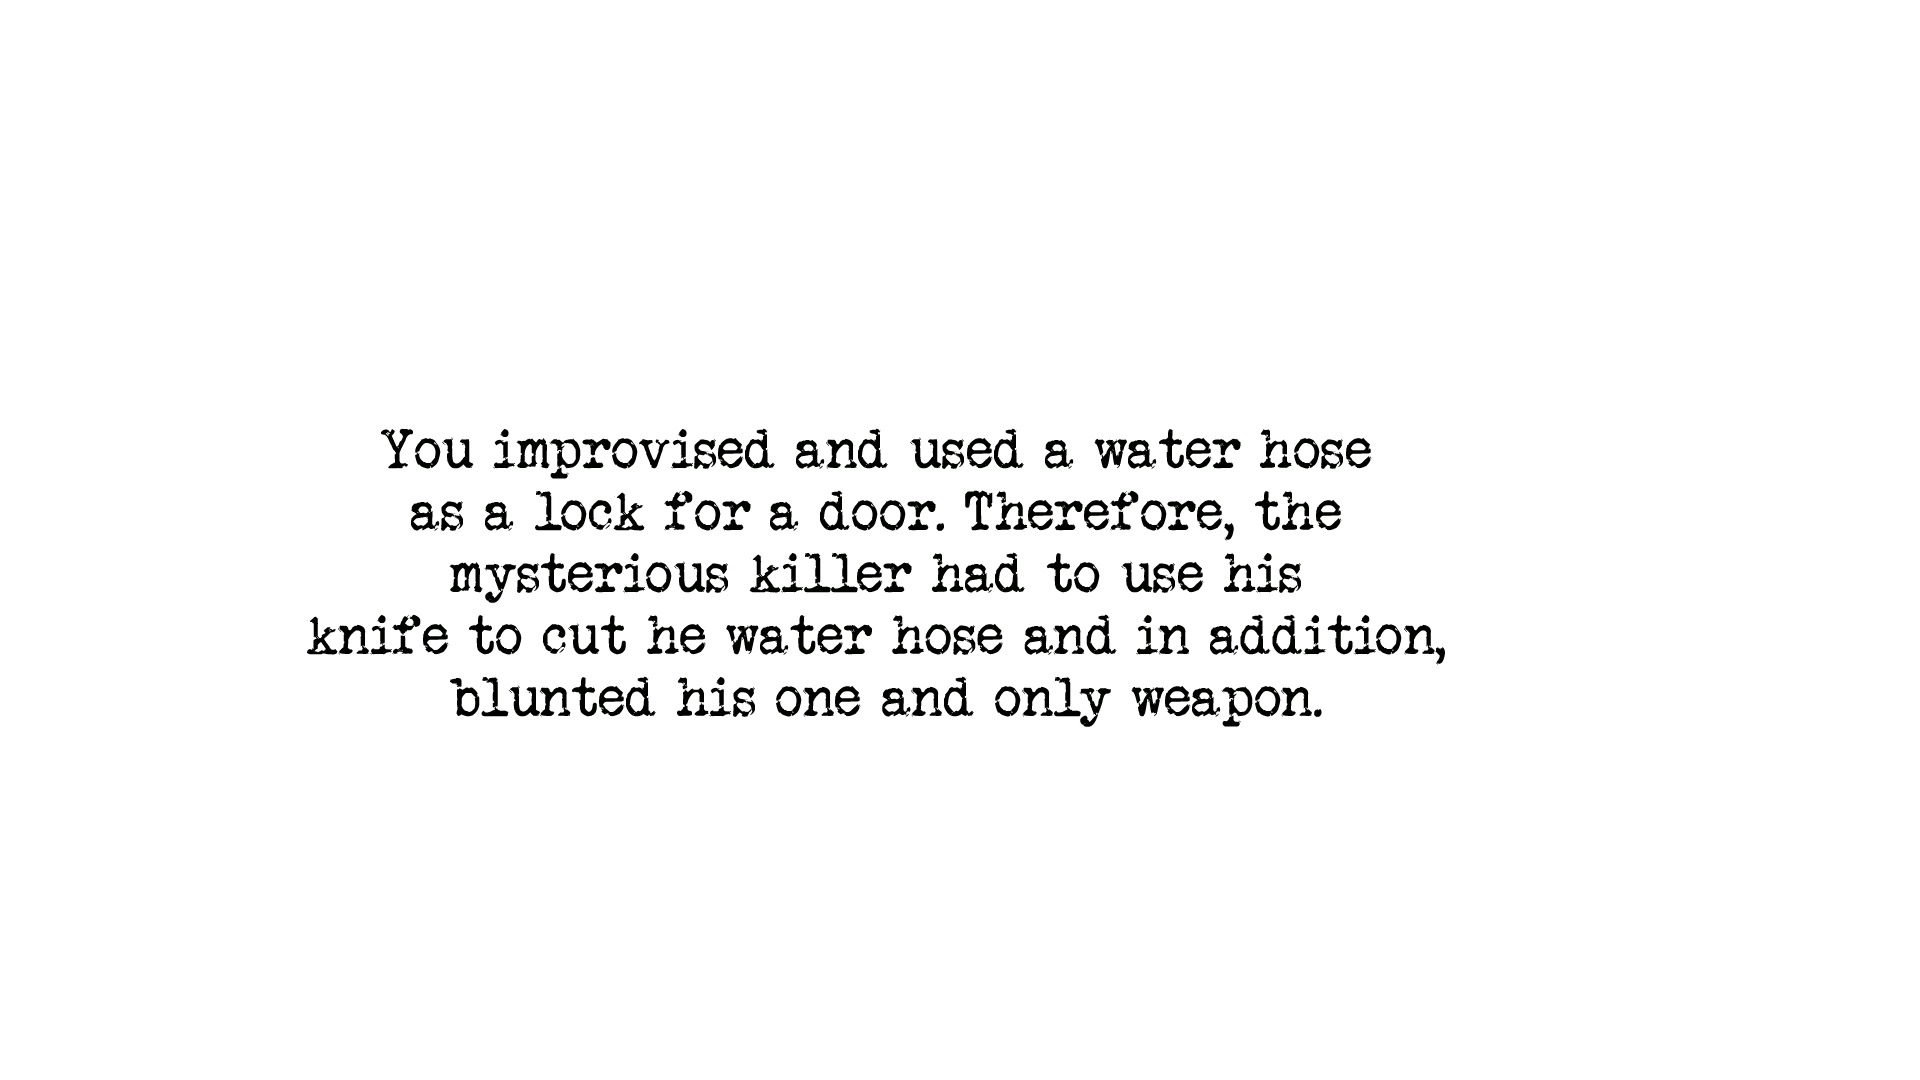 You improvised and used a water hose
as a lock for a door. Therefore, the
mysterious killer had to use his
knife to cut he water hose and in addition,
blunted his one and only weapon.